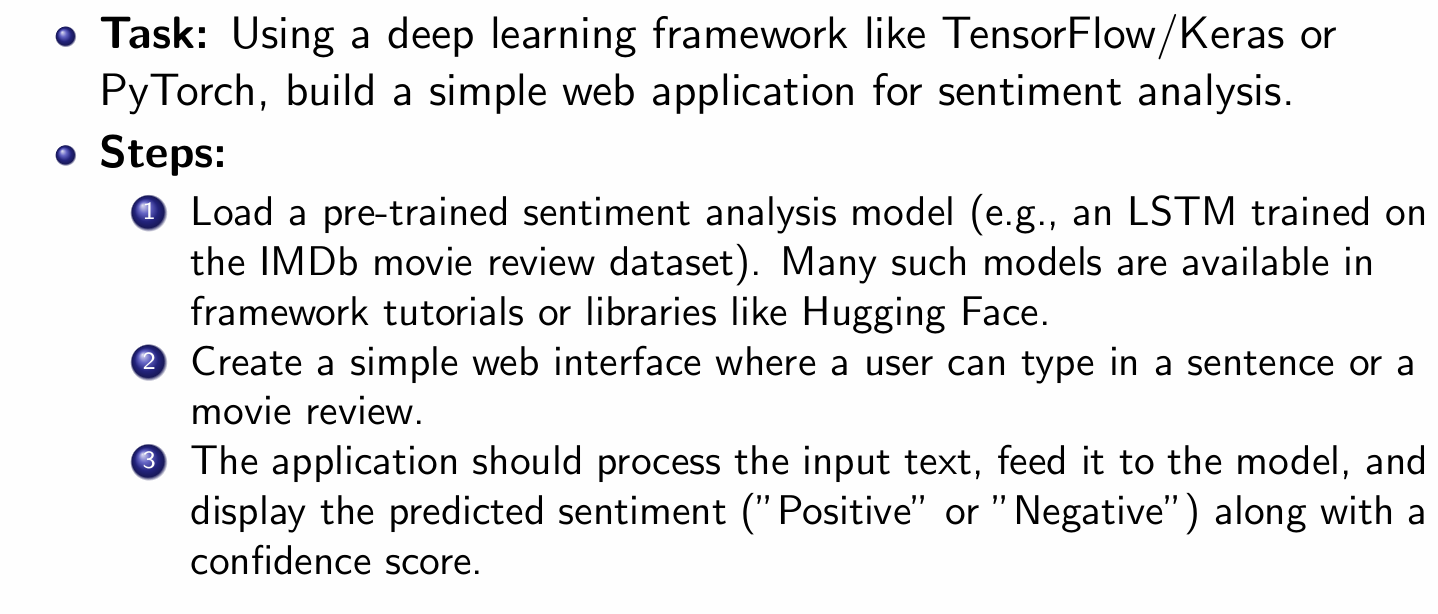 Task: Using a deep learning framework like TensorFlow/Keras or
PyTorch, build a simple web application for sentiment analysis.
Steps:
1 Load a pre-trained sentiment analysis model (e.g., an LSTM trained on
the IMDb movie review dataset). Many such models are available in
framework tutorials or libraries like Hugging Face.
2 Create a simple web interface where a user can type in a sentence or a
movie review.
3 The application should process the input text, feed it to the model, and
display the predicted sentiment (”Positive” or ”Negative”) along with a
confidence score.